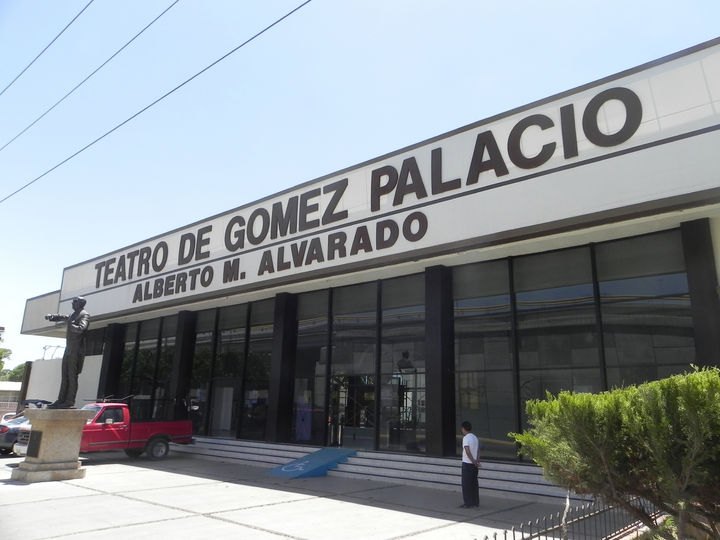 TEATRO DE GOMEZ PALACIO
ALBERTO M. ALVARADO